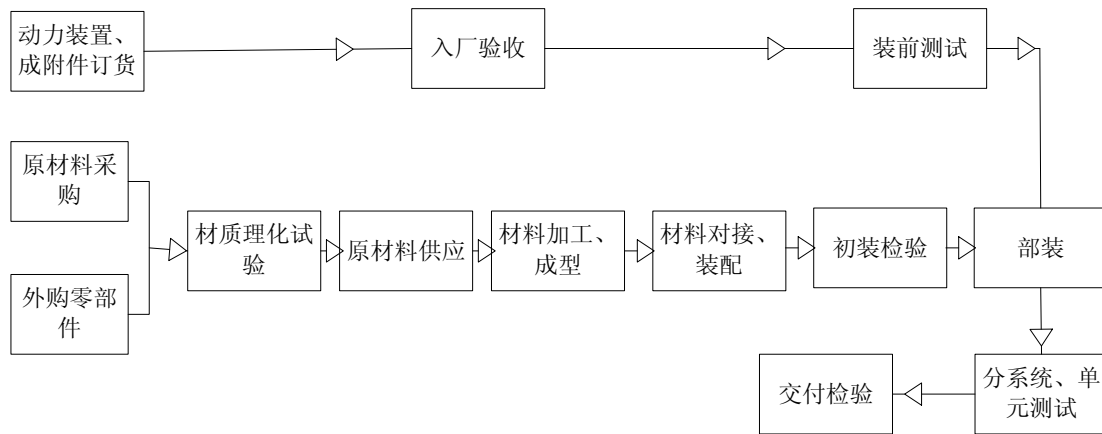 动力装置、
成附件订货
入厂验收
装前测试
原材料采
购
外购零部
件
材质理化试
验
原材料供应
材料加工、
成型
材料对接、
装配
初装检验
部装
分系统、单
元测试
交付检验